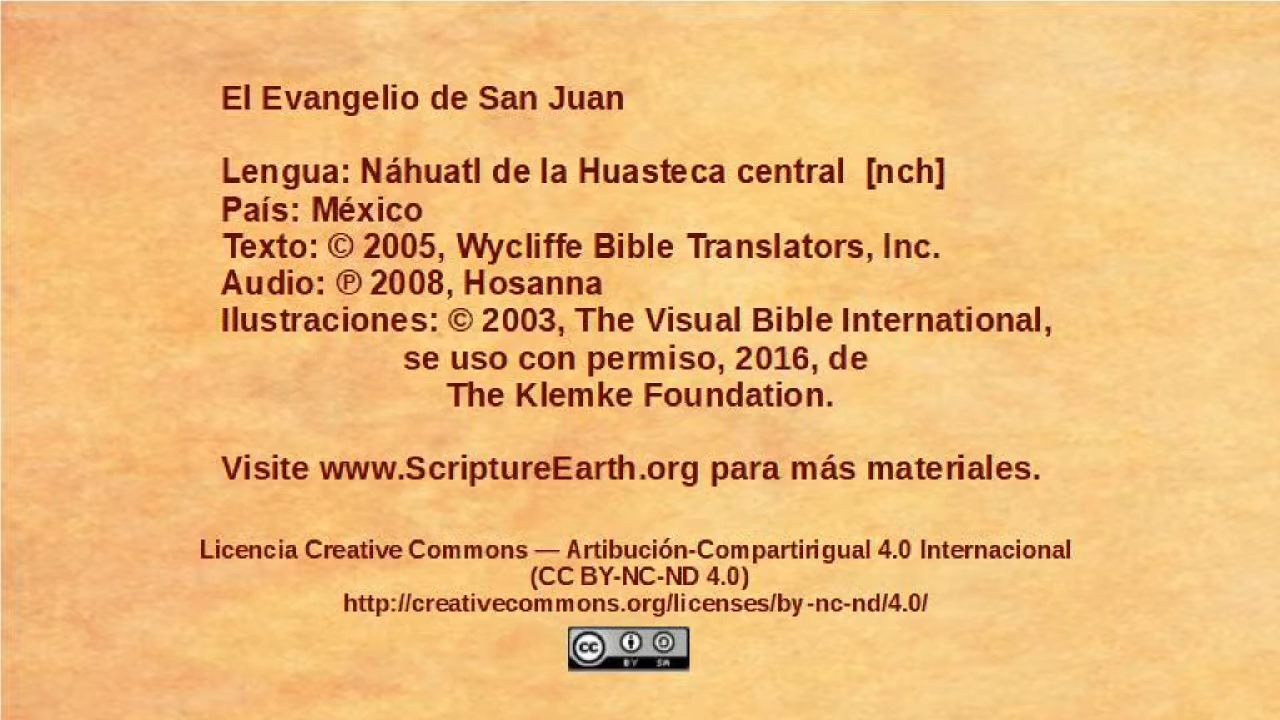 El Evangelio de San Juan
Lengua: Náhuatl de la Huasteca central [nch]
País: México
Texto: © 2005, Wycliffe Bible Translators, Inc.
Audio: ℗ 2008, Hosanna
Ilustraciones: © 2003, The Visual Bible International,
se uso con permiso, 2016, de
The Klemke Foundation.
Visite www.ScriptureEarth.org para más materiales.
Licencia Creative Commons — Artibución-Compartirigual 4.0 Internacional
(CC BY-NC-ND 4.0)
http://creativecommons.org/licenses/by-nc-nd/4.0/
cc BY SA